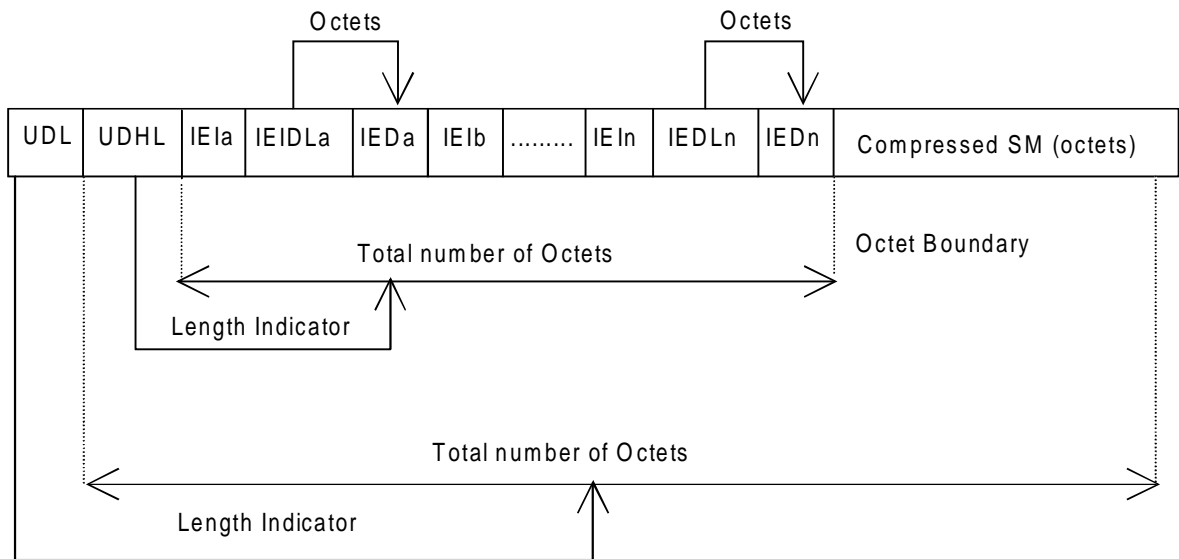 Octets Octets
UDL UDHL IEIa IEIDLa IEDa IEIb ......... IEIn IEDLn IEDn Compressed SM (octets)
Total number of Octets Octet Boundary
Length Indicator
Total number of Octets
Length Indicator